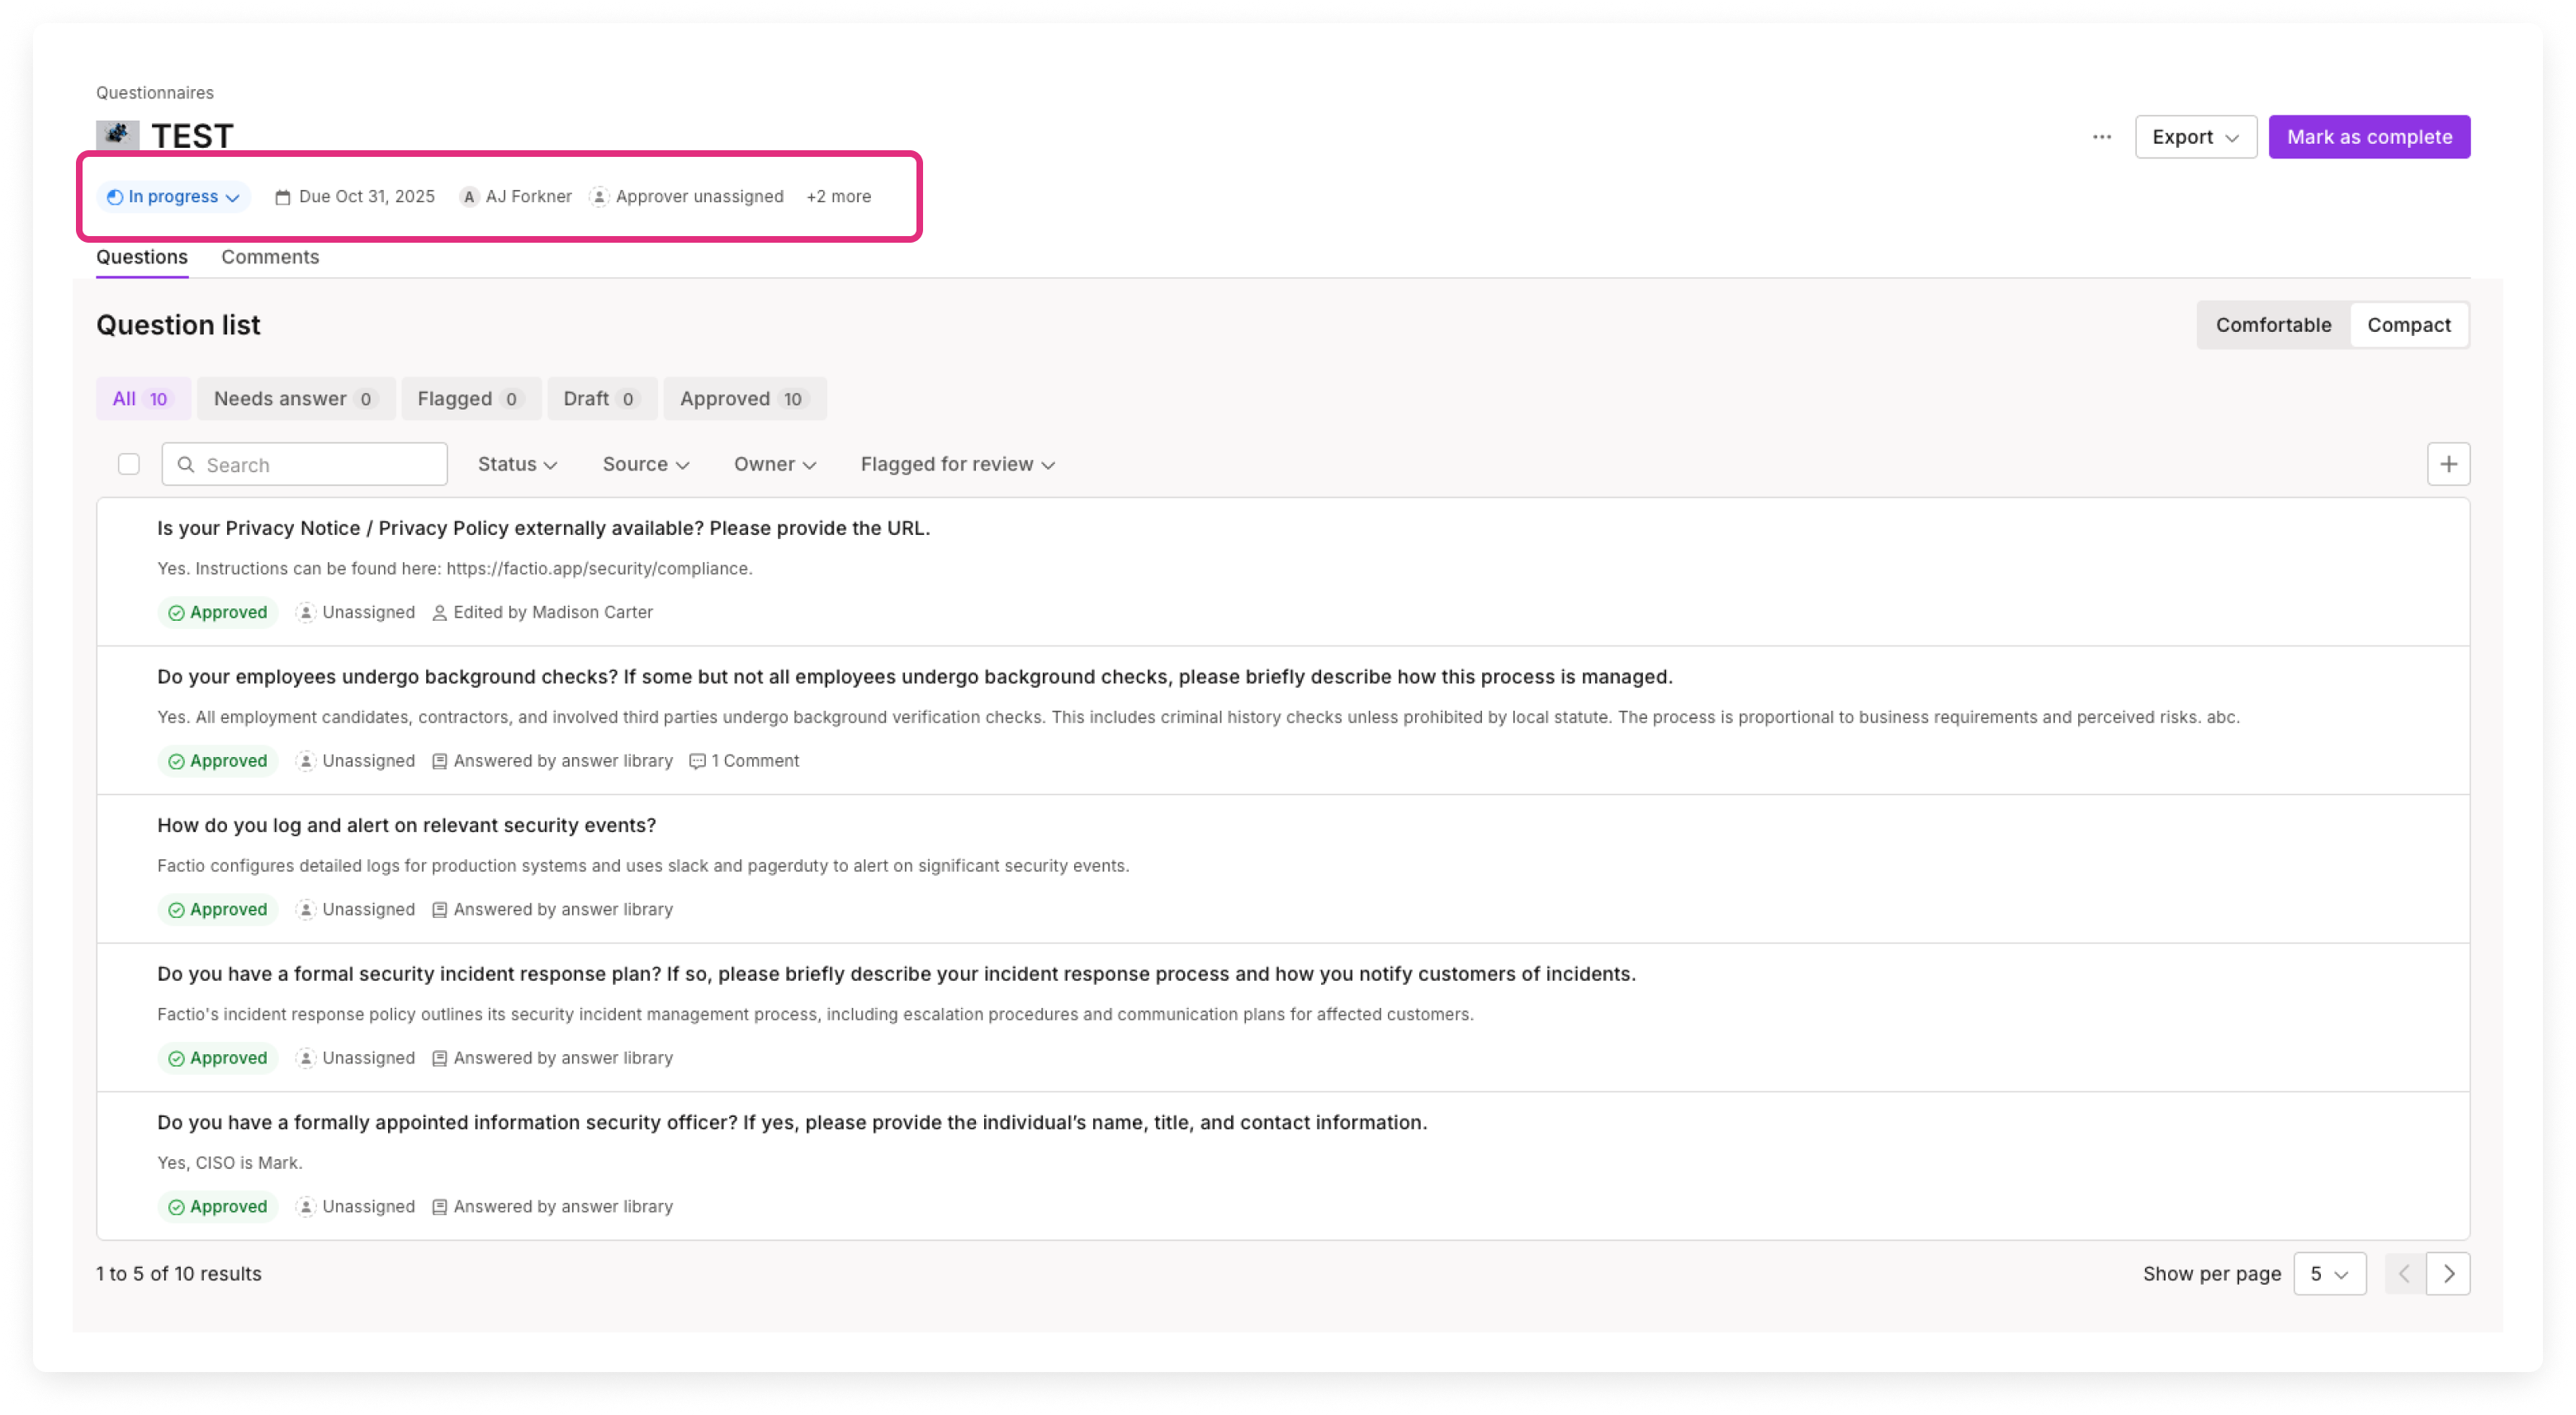 Questionnaires
TEST
Export
Mark as complete
In progress
Due Oct 31, 2025
A AJ Forkner
Approver unassigned
+2 more
Questions
Comments
Question list
Comfortable
Compact
All 10
Needs answer 0
Flagged 0
Draft 0
Approved 10
Search
Status
Source
Owner
Flagged for review
Is your Privacy Notice / Privacy Policy externally available? Please provide the URL.
Yes. Instructions can be found here: https://factio.app/security/compliance.
Approved Unassigned Edited by Madison Carter
Do your employees undergo background checks? If some but not all employees undergo background checks, please briefly describe how this process is managed.
Yes. All employment candidates, contractors, and involved third parties undergo background verification checks. This includes criminal history checks unless prohibited by local statute. The process is proportional to business requirements and perceived risks. abc.
Approved Unassigned Answered by answer library 1 Comment
How do you log and alert on relevant security events?
Factio configures detailed logs for production systems and uses slack and pagerduty to alert on significant security events.
Approved Unassigned Answered by answer library
Do you have a formal security incident response plan? If so, please briefly describe your incident response process and how you notify customers of incidents.
Factio's incident response policy outlines its security incident management process, including escalation procedures and communication plans for affected customers.
Approved Unassigned Answered by answer library
Do you have a formally appointed information security officer? If yes, please provide the individual’s name, title, and contact information.
Yes, CISO is Mark.
Approved Unassigned Answered by answer library
1 to 5 of 10 results
Show per page 5